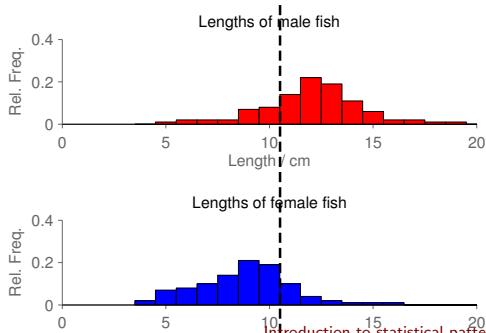 Lengths of male fish
Rel. Freq.
0.4
0.2
0
0 5 10 15 20
Length / cm
Lengths of female fish
Rel. Freq.
0.4
0.2
0
0 5 10 15 20
Introduction to statistical